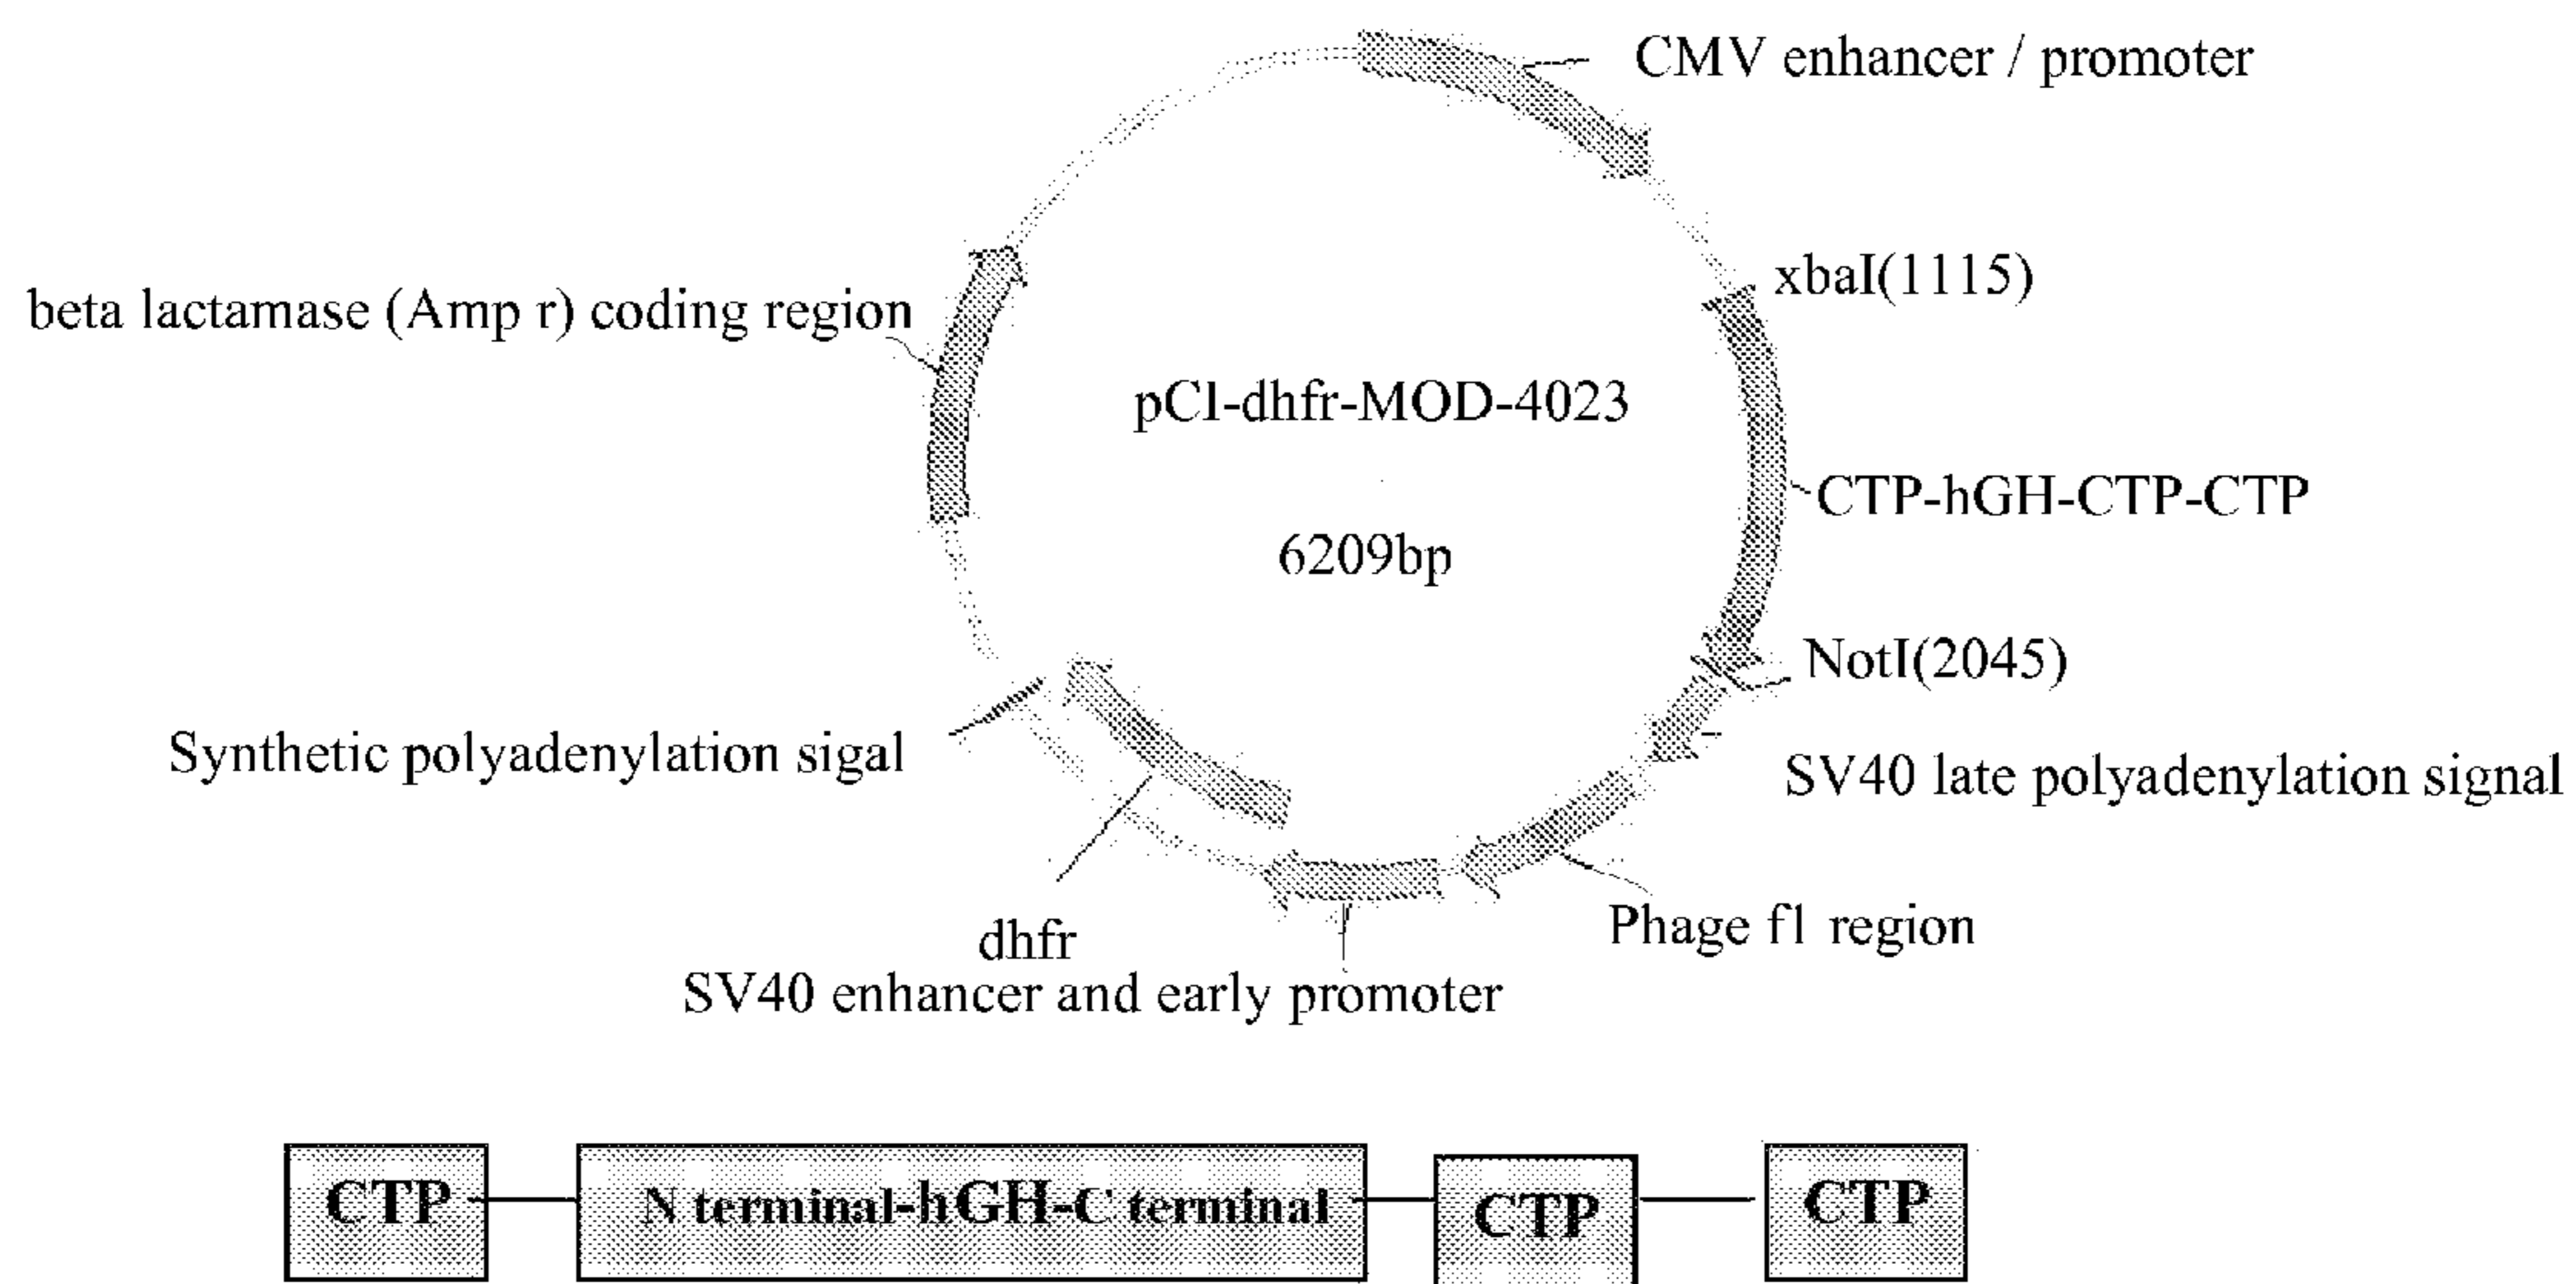 CMV enhancer / promoter
xbaI(1115)
beta lactamase (Amp r) coding region
pCI-dhfr-MOD-4023
CTP-hGH-CTP-CTP
6209bp
NotI(2045)
Synthetic polyadenylation sigal
SV40 late polyadenylation signal
Phage f1 region
dhfr
SV40 enhancer and early promoter
CTP N terminal-hGH-C terminal CTP CTP